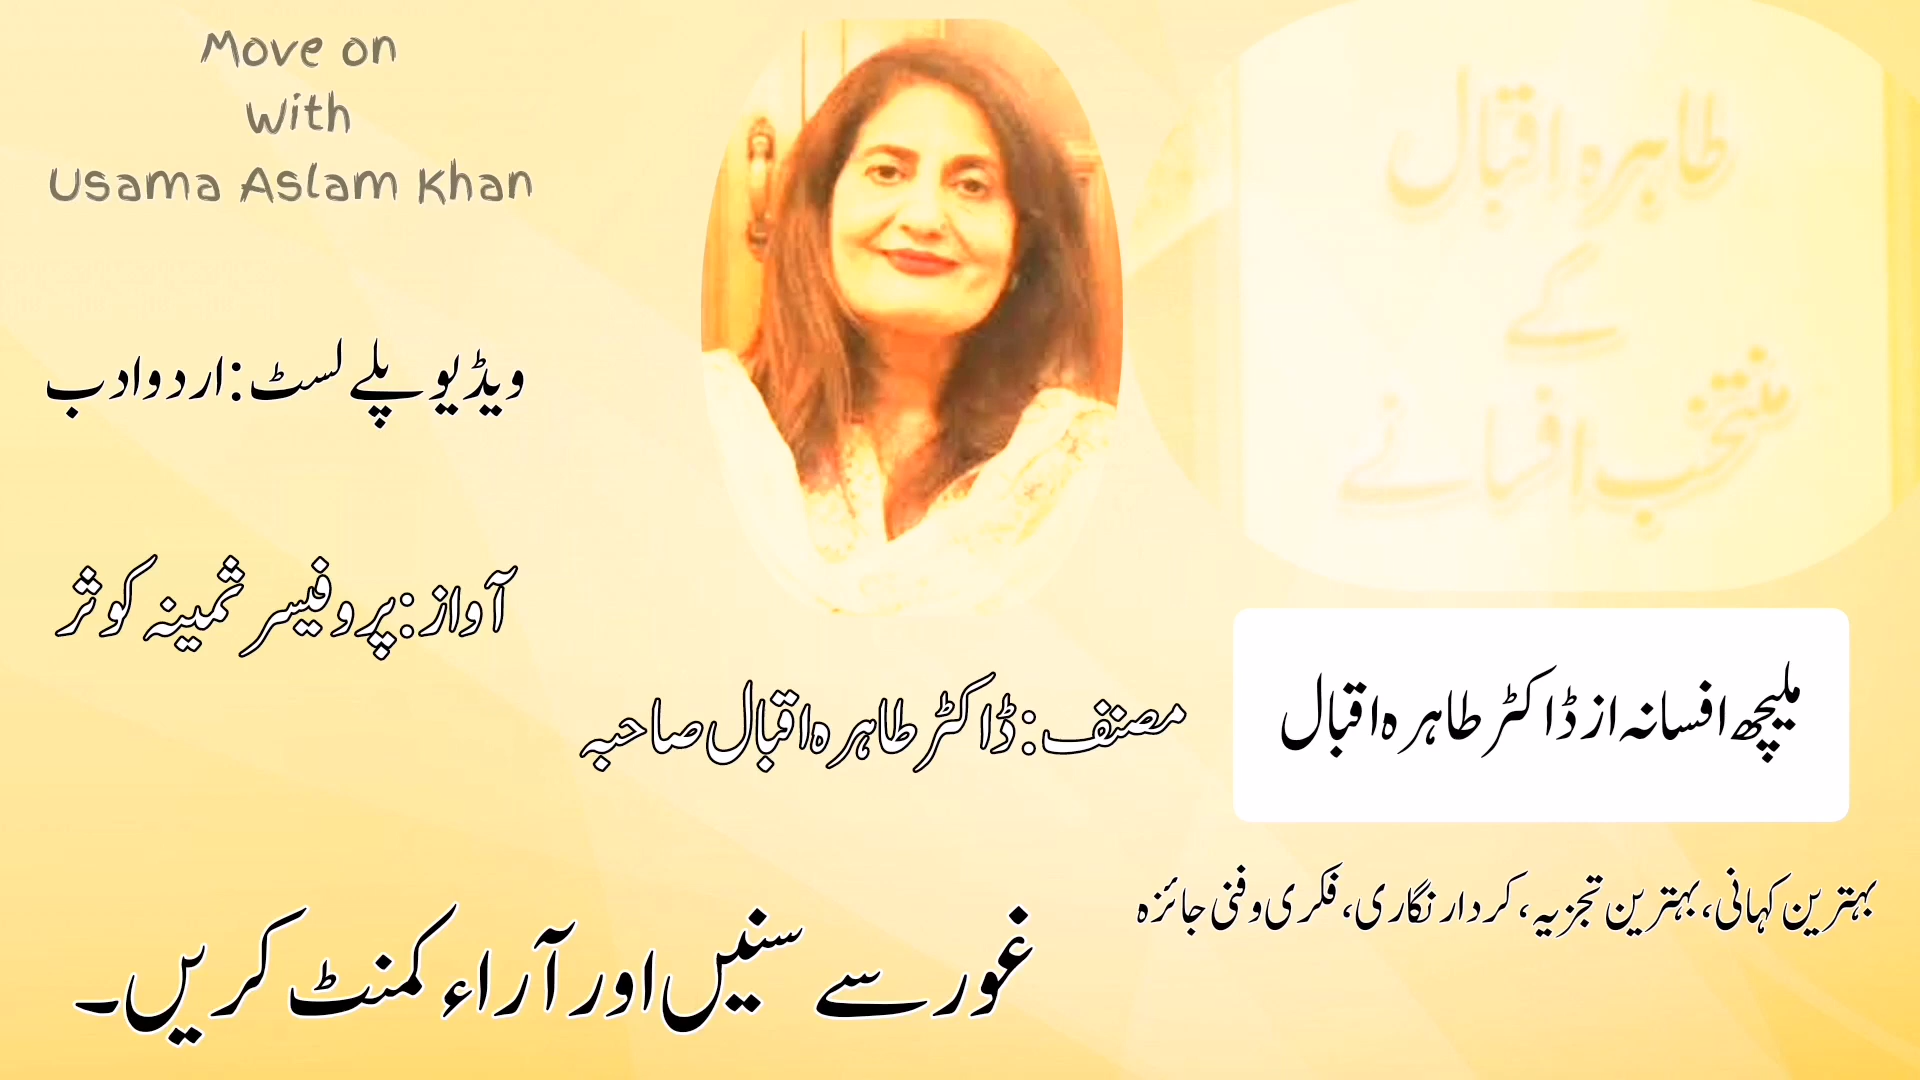 Move on
With
Usama Aslam Khan
طاہرہ اقبال
کے
منتخب افسانے
ویڈیو پلے لسٹ: اردو ادب
آواز: پروفیسر ثمینہ کوثر
مصنف: ڈاکٹر طاہرہ اقبال صاحبہ
ملیچھ افسانہ از ڈاکٹر طاہرہ اقبال
بہترین کہانی، بہترین تجزیہ، کردار نگاری، فکری و فنی جائزہ
غور سے سنیں اور آراء کمنٹ کریں۔